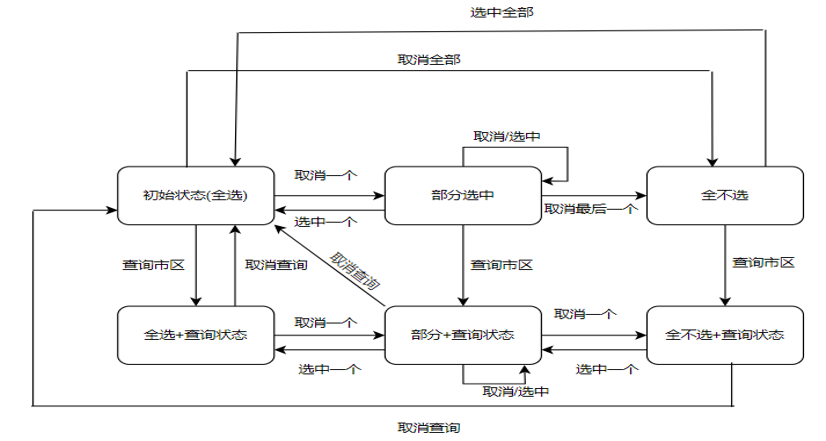 选中全部
取消全部
取消/选中
初始状态(全选)
取消一个
选中一个
部分选中
取消最后一个
全不选
查询市区
取消查询
取消查询
查询市区
查询市区
全选+查询状态
取消一个
选中一个
部分+查询状态
取消一个
选中一个
全不选+查询状态
取消/选中
取消查询